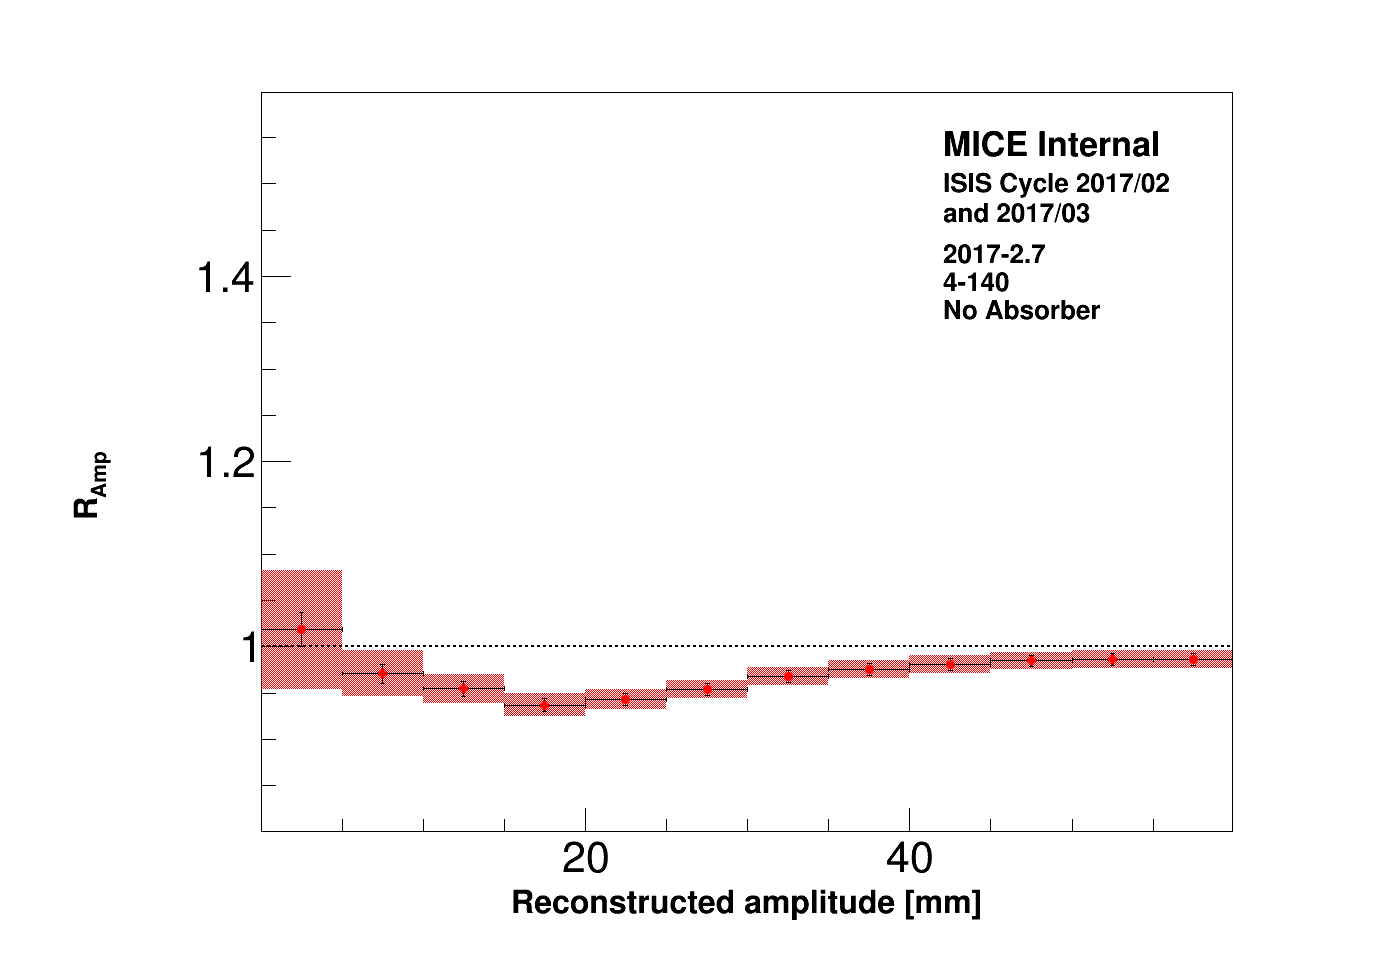 MICE Internal
ISIS Cycle 2017/02
and 2017/03
2017-2.7
4-140
No Absorber
1.4
1.2
1
R_Amp
20
40
Reconstructed amplitude [mm]